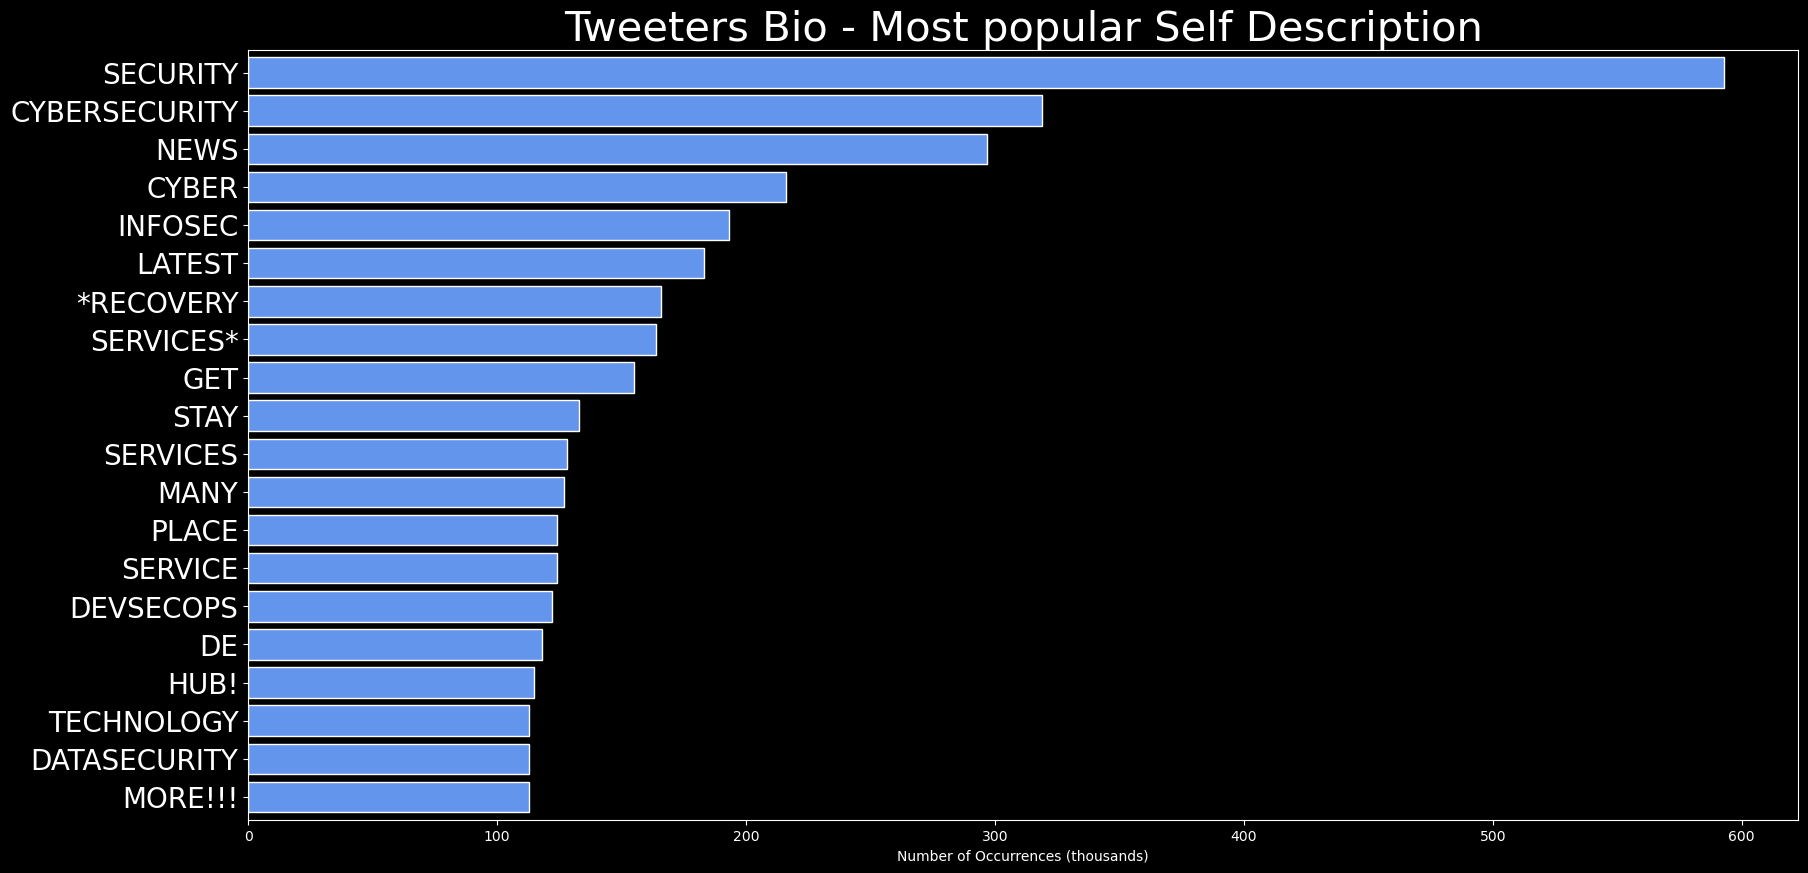 Tweeters Bio - Most popular Self Description
SECURITY
CYBERSECURITY
NEWS
CYBER
INFOSEC
LATEST
*RECOVERY
SERVICES*
GET
STAY
SERVICES
MANY
PLACE
SERVICE
DEVSECOPS
DE
HUB!
TECHNOLOGY
DATASECURITY
MORE!!!
0 100 200 300 400 500 600
Number of Occurrences (thousands)